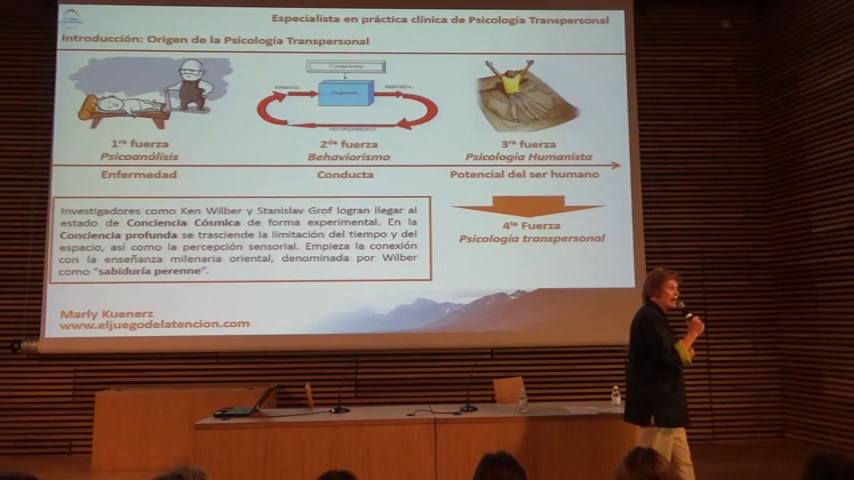 Especialista en práctica clínica de Psicología Transpersonal
Introducción: Origen de la Psicología Transpersonal
1ra fuerza
Psicoanálisis
Enfermedad
2da fuerza
Behaviorismo
Conducta
3ra fuerza
Psicología Humanista
Potencial del ser humano
4ta Fuerza
Psicología transpersonal
Investigadores como Ken Wilber y Stanislav Grof logran llegar al
estado de Conciencia Cósmica de forma experimental. En la
Conciencia profunda se trasciende la limitación del tiempo y del
espacio, así como la percepción sensorial. Empieza la conexión
con la enseñanza milenaria oriental, denominada por Wilber
como "sabiduría perenne".
Marly Kuenerz
www.eljuegodelatencion.com